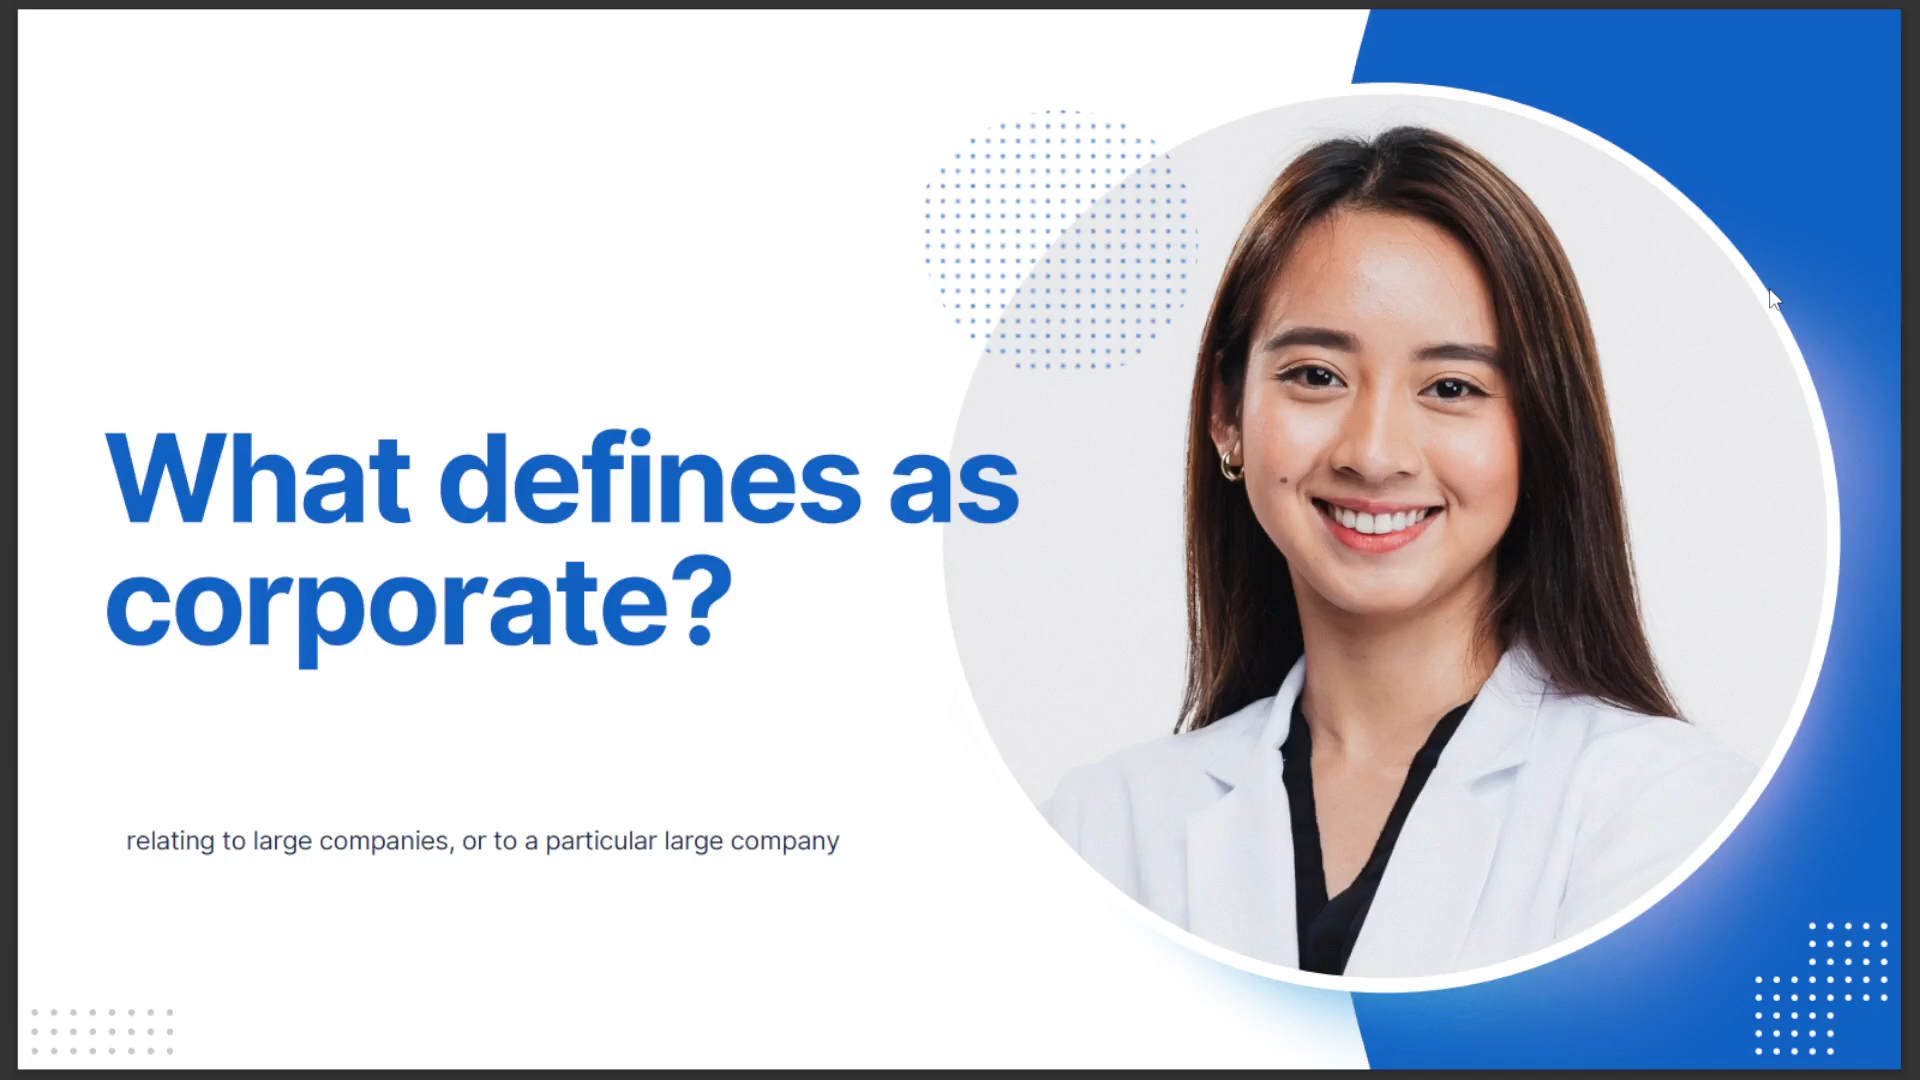 What defines as
corporate?
relating to large companies, or to a particular large company